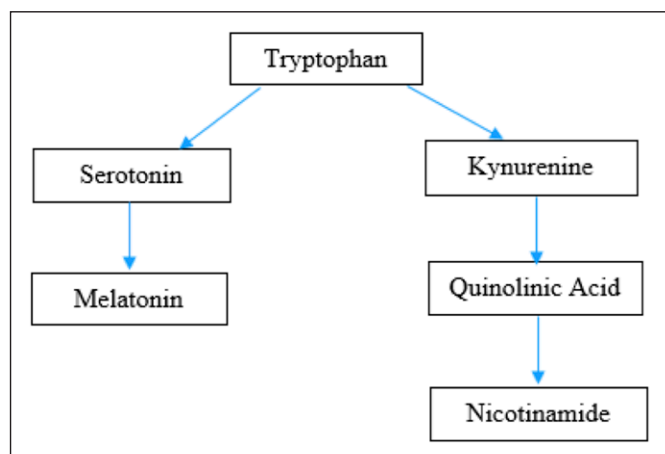 Tryptophan
Serotonin
Kynurenine
Melatonin
Quinolinic Acid
Nicotinamide